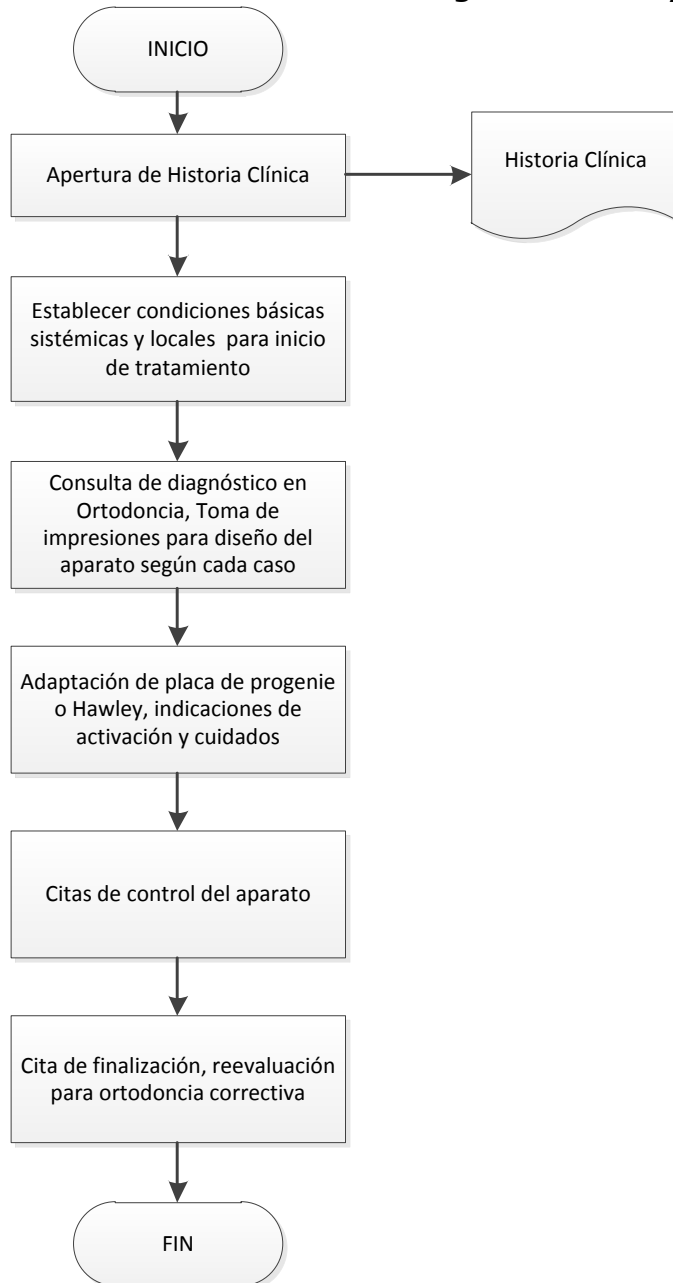 INICIO
Apertura de Historia Clínica
Historia Clínica
Establecer condiciones básicas
sistémicas y locales para inicio
de tratamiento
Consulta de diagnóstico en
Ortodoncia, Toma de
impresiones para diseño del
aparato según cada caso
Adaptación de placa de progenie
o Hawley, indicaciones de
activación y cuidados
Citas de control del aparato
Cita de finalización, reevaluación
para ortodoncia correctiva
FIN